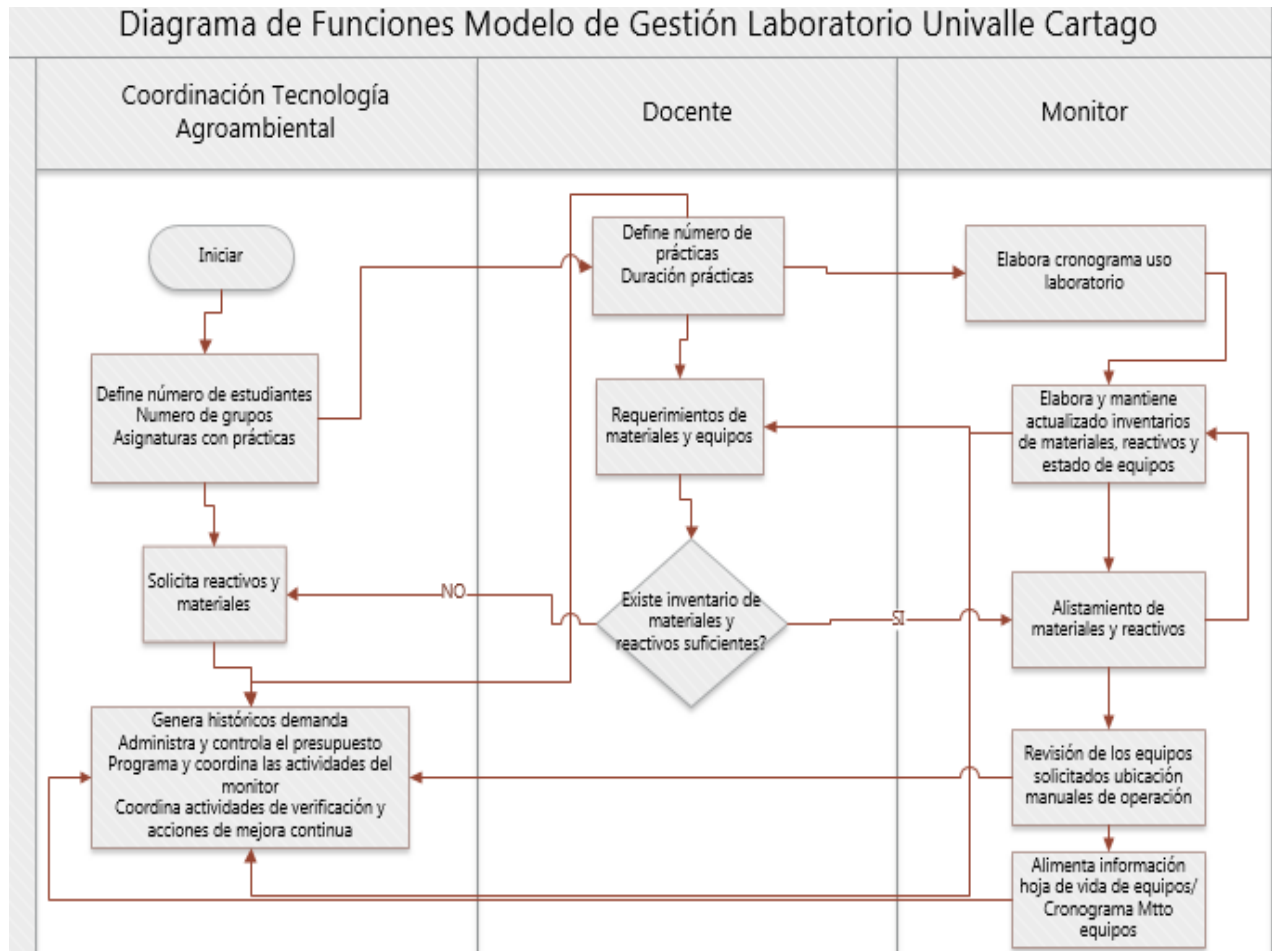 Diagrama de Funciones Modelo de Gestión Laboratorio Univalle Cartago
Coordinación Tecnología
Agroambiental
Docente
Monitor
Iniciar
Define número de estudiantes
Numero de grupos
Asignaturas con prácticas
Solicita reactivos y
materiales
Genera históricos demanda
Administra y controla el presupuesto
Programa y coordina las actividades del
monitor
Coordina actividades de verificación y
acciones de mejora continua
Define número de
prácticas
Duración prácticas
Requerimientos de
materiales y equipos
Existe inventario de
materiales y
reactivos suficientes?
NO
SI
Elabora cronograma uso
laboratorio
Elabora y mantiene
actualizado inventarios
de materiales, reactivos y
estado de equipos
Alistamiento de
materiales y reactivos
Revisión de los equipos
solicitados ubicación
manuales de operación
Alimenta información
hoja de vida de equipos/
Cronograma Mtto
equipos